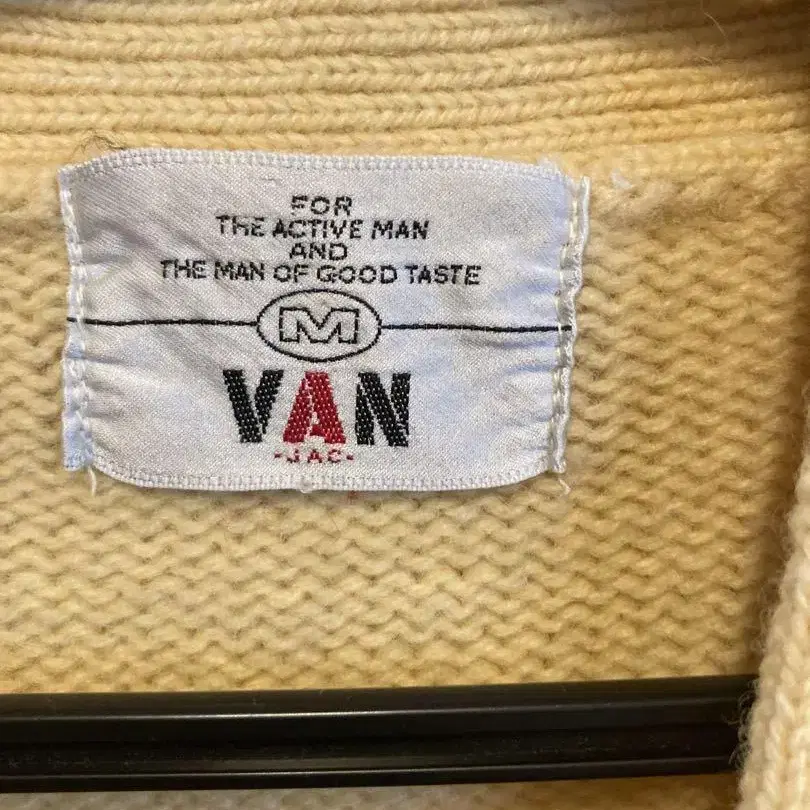 FOR
THE ACTIVE MAN
AND
THE MAN OF GOOD TASTE
M
VAN
-JAC-